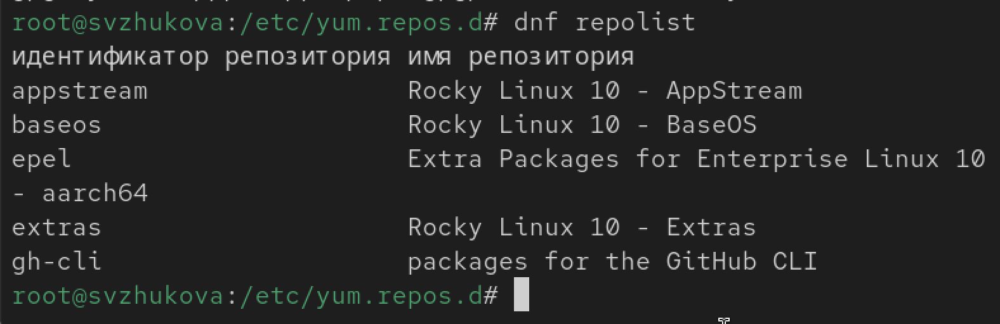 root@svzhukova:/etc/yum.repos.d# dnf repolist
идентификатор репозитория имя репозитория
appstream                 Rocky Linux 10 - AppStream
baseos                    Rocky Linux 10 - BaseOS
epel                      Extra Packages for Enterprise Linux 10
- aarch64
extras                    Rocky Linux 10 - Extras
gh-cli                    packages for the GitHub CLI
root@svzhukova:/etc/yum.repos.d#